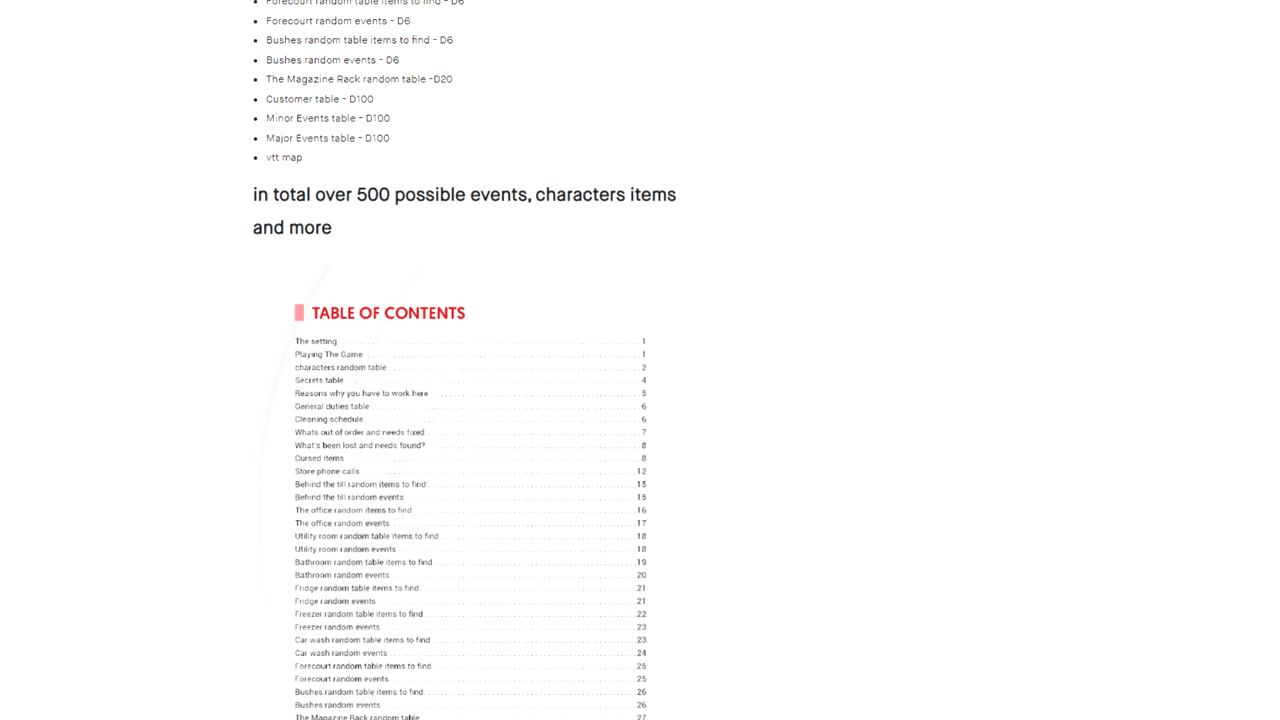 Forecourt random table items to find - D6
Forecourt random events - D6
Bushes random table items to find - D6
Bushes random events - D6
The Magazine Rack random table -D20
Customer table - D100
Minor Events table - D100
Major Events table - D100
vtt map
in total over 500 possible events, characters items
and more
TABLE OF CONTENTS
The setting 1
Playing The Game 1
characters random table 2
Secrets table 4
Reasons why you have to work here 5
General duties table 6
Cleaning schedule 6
Whats out of order and needs fixed 7
What's been lost and needs found? 8
Cursed items 8
Store phone calls 12
Behind the till random items to find 15
Behind the till random events 15
The office random items to find 16
The office random events 17
Utility room random table items to find 18
Utility room random events 18
Bathroom random table items to find 19
Bathroom random events 20
Fridge random table items to find 21
Fridge random events 21
Freezer random table items to find 22
Freezer random events 23
Car wash random table items to find 23
Car wash random events 24
Forecourt random table items to find 25
Forecourt random events 25
Bushes random table items to find 26
Bushes random events 26
The Magazine Rack random table 27